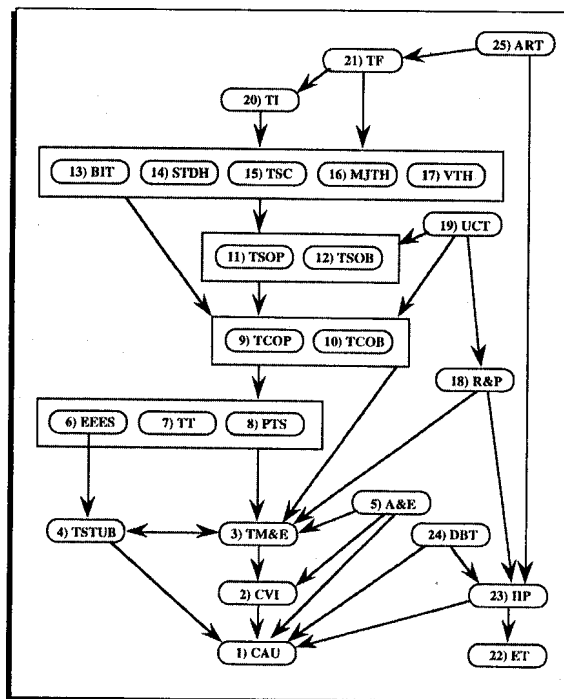 25) ART
21) TF
20) TI
13) BIT
14) STDH
15) TSC
16) MJTH
17) VTH
19) UCT
11) TSOP
12) TSOB
9) TCOP
10) TCOB
18) R&P
6) EEES
7) TT
8) PTS
5) A&E
4) TSTUB
3) TM&E
24) DBT
2) CVI
23) IIP
1) CAU
22) ET